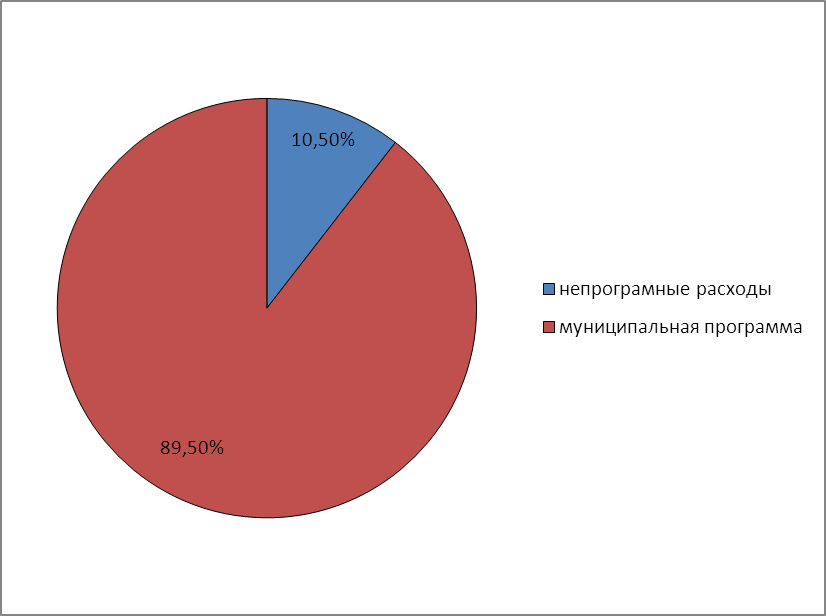 10,50%
непрограмные расходы
муниципальная программа
89,50%